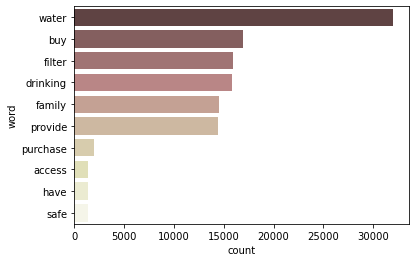 water
buy
filter
drinking
family
provide
purchase
access
have
safe
word
0 5000 10000 15000 20000 25000 30000
count